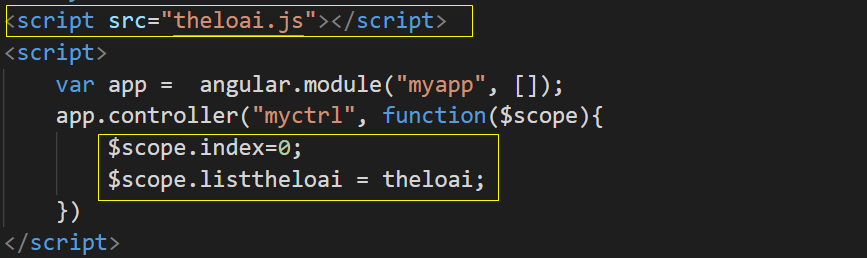 <script src="theloai.js"></script>
<script>
var app =  angular.module("myapp", []);
app.controller("myctrl", function($scope){
$scope.index=0;
$scope.listtheloai = theloai;
})
</script>